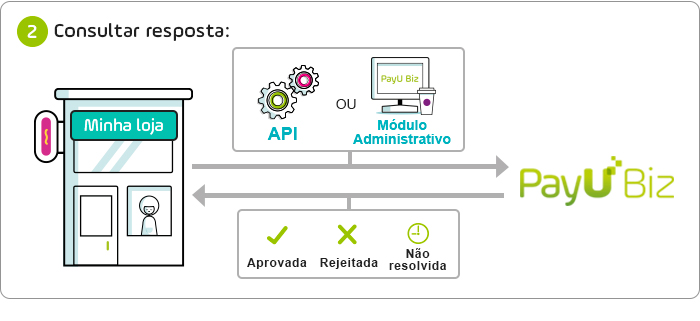 2 Consultar resposta:
PayU Biz
OU
API
Módulo
Administrativo
Minha loja
PayU Biz
Aprovada
Rejeitada
Não
resolvida